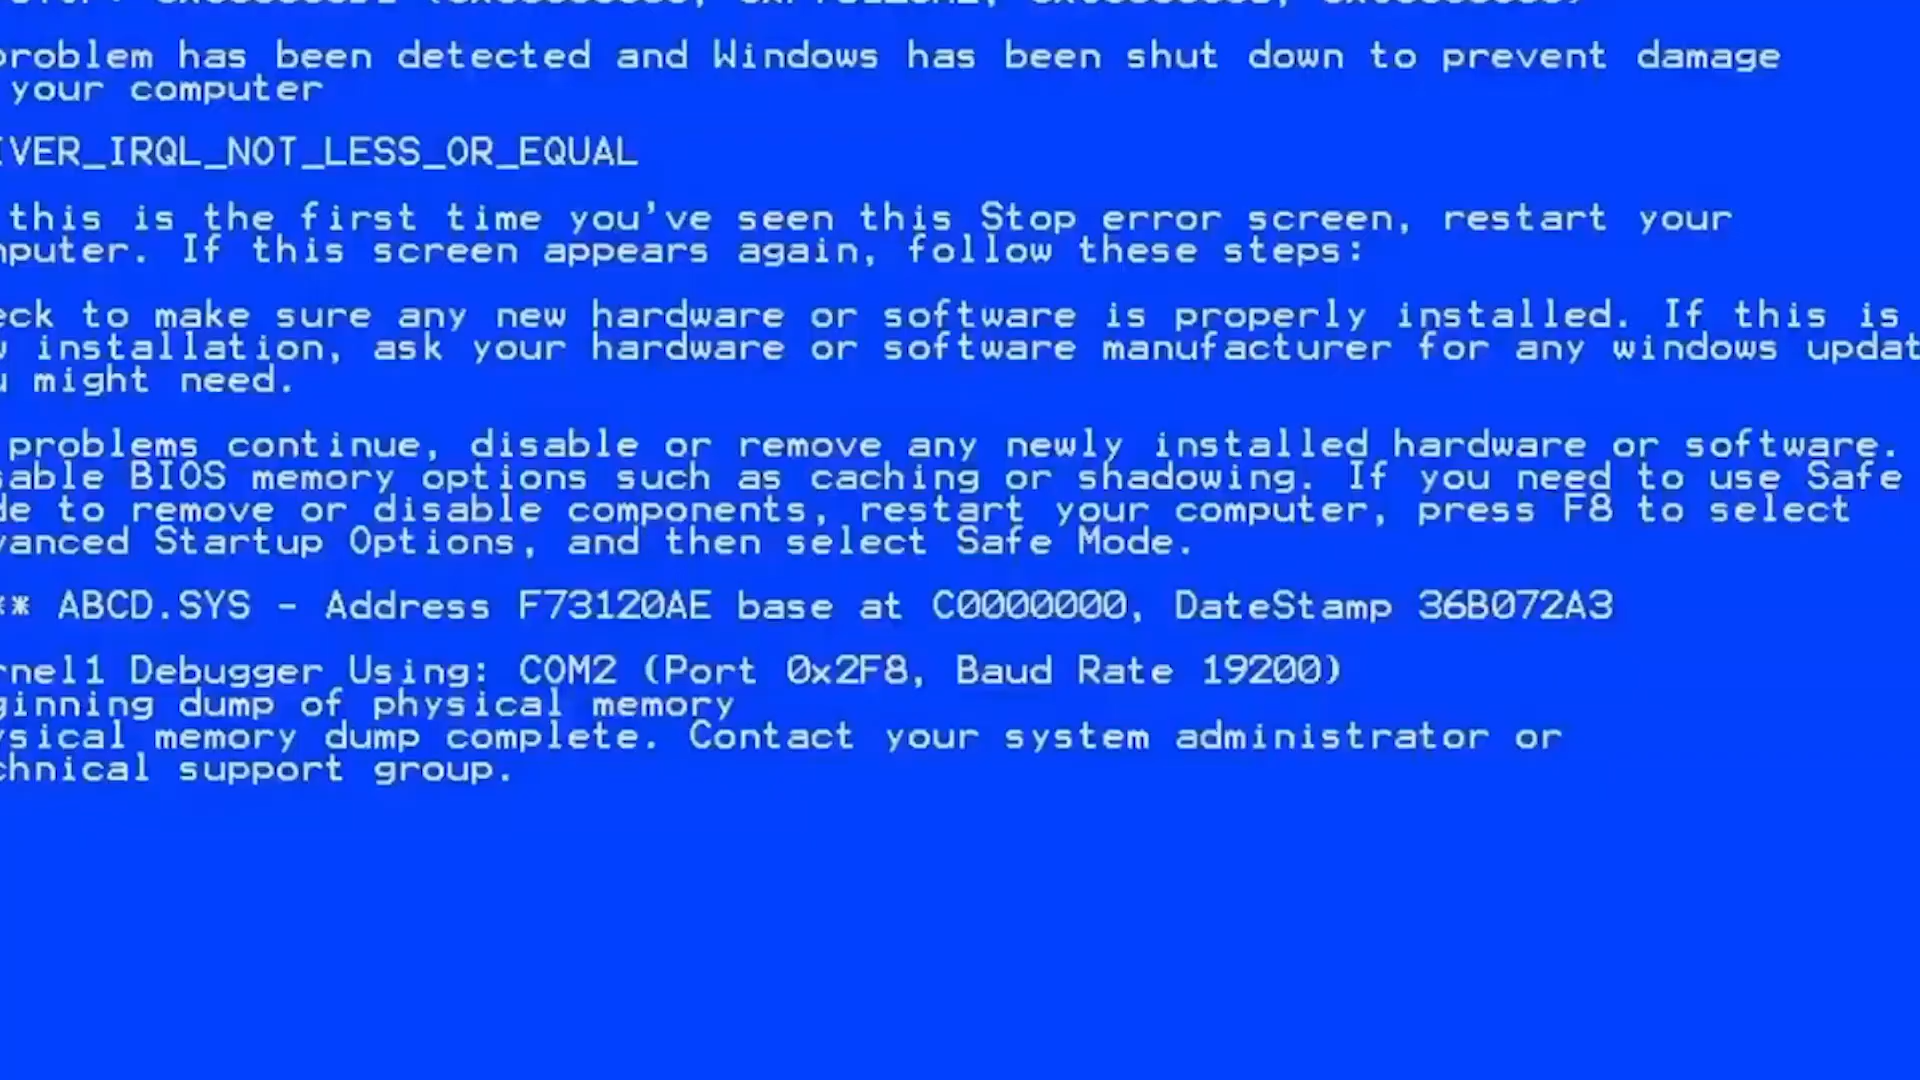 problem has been detected and Windows has been shut down to prevent damage
your computer
IVER_IRQL_NOT_LESS_OR_EQUAL
this is the first time you've seen this Stop error screen, restart your
mputer. If this screen appears again, follow these steps:
eck to make sure any new hardware or software is properly installed. If this is
w installation, ask your hardware or software manufacturer for any windows updat
u might need.
problems continue, disable or remove any newly installed hardware or software.
sable BIOS memory options such as caching or shadowing. If you need to use Safe
de to remove or disable components, restart your computer, press F8 to select
vanced Startup Options, and then select Safe Mode.
** ABCD.SYS - Address F73120AE base at C0000000, DateStamp 36B072A3
rnel1 Debugger Using: COM2 (Port 0x2F8, Baud Rate 19200)
ginning dump of physical memory
ysical memory dump complete. Contact your system administrator or
chnical support group.